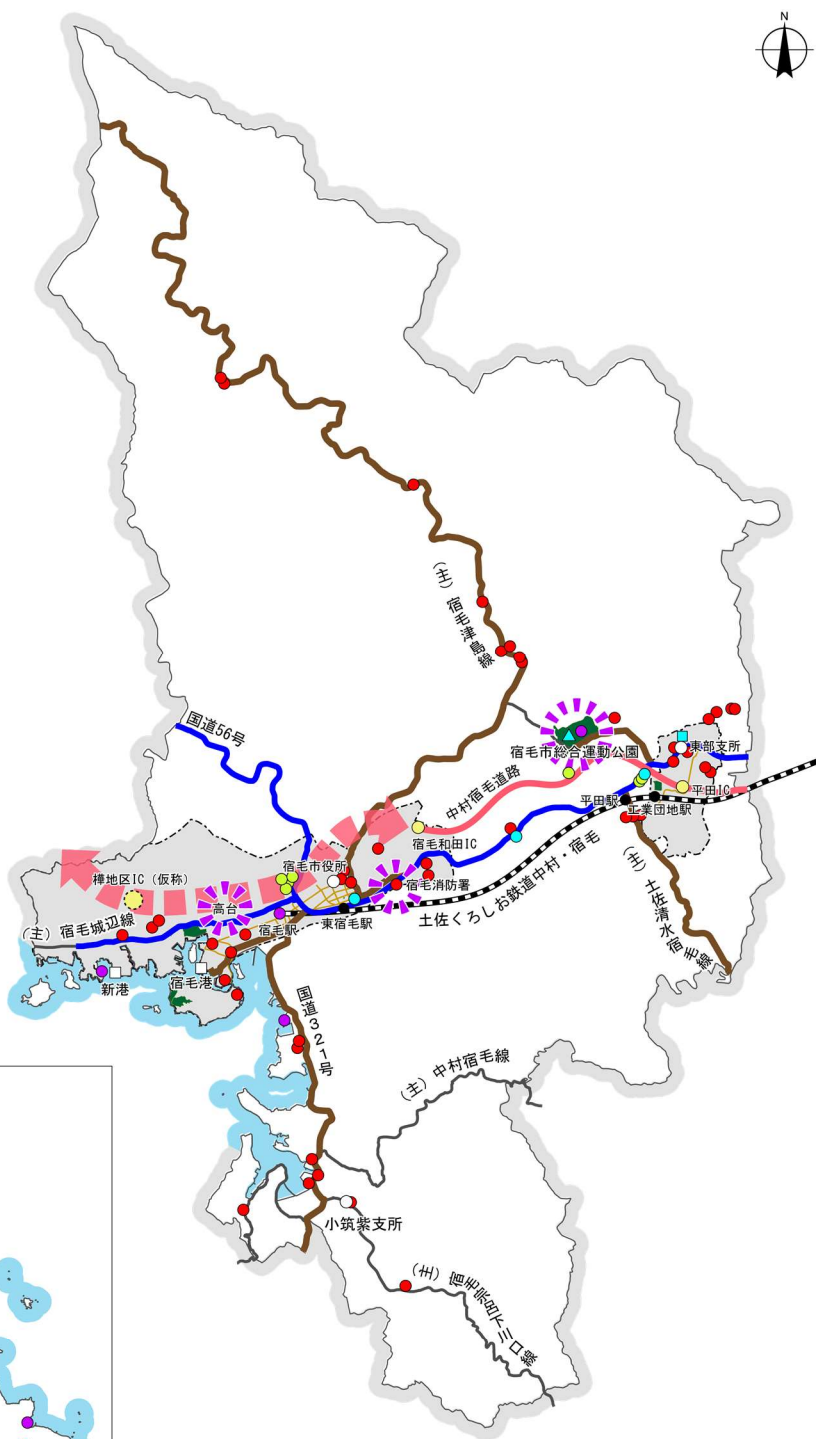 N
（主）宿毛津島線
国道56号
宿毛市総合運動公園
東部支所
中村宿毛道路
平田IC
平田駅
工業団地駅
宿毛和田IC
宿毛市役所
樺地区IC（仮称）
宿毛消防署
高台
土佐くろしお鉄道中村・宿毛
（主）土佐清水宿毛線
（主）宿毛城辺線
宿毛駅
東宿毛駅
新港
宿毛港
国道321号
（主）中村宿毛線
小筑紫支所
（主）宿毛宗呂下川口線